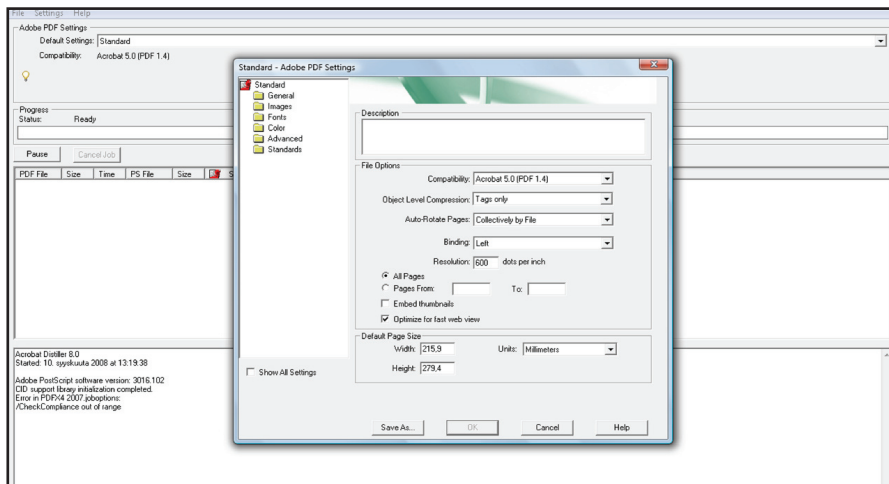 File Settings Help
Adobe PDF Settings
Default Settings: Standard
Compatibility: Acrobat 5.0 (PDF 1.4)
Progress
Status: Ready
Pause Cancel Job
PDF File Size Time PS File Size S
Acrobat Distiller 8.0
Started: 10. syyskuuta 2008 at 13:19:38
Adobe PostScript software version: 3016.102
CID support library initialization completed.
Error in PDFX4 2007.joboptions:
/CheckCompliance out of range
Standard - Adobe PDF Settings
Standard
General
Images
Fonts
Color
Advanced
Standards
Show All Settings
Description
File Options
Compatibility: Acrobat 5.0 (PDF 1.4)
Object Level Compression: Tags only
Auto-Rotate Pages: Collectively by File
Binding: Left
Resolution: 600 dots per inch
All Pages
Pages From: To:
Embed thumbnails
Optimize for fast web view
Default Page Size
Width: 215,9 Units: Millimeters
Height: 279,4
Save As... OK Cancel Help